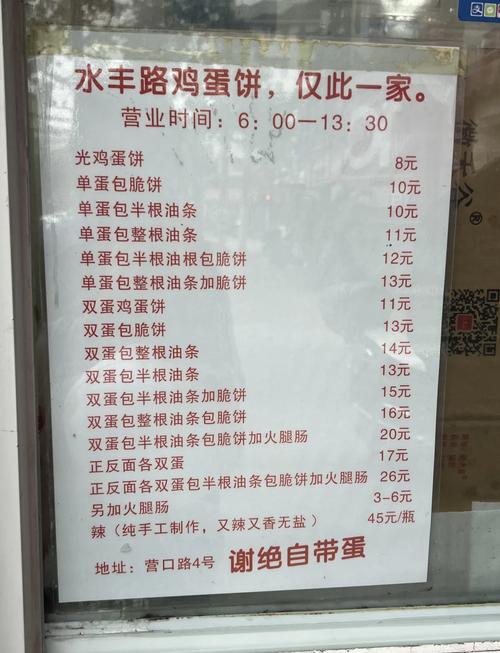 水丰路鸡蛋饼，仅此一家。
营业时间：6：00—13：30
光鸡蛋饼 8元
单蛋包脆饼 10元
单蛋包半根油条 10元
单蛋包整根油条 11元
单蛋包半根油根包脆饼 12元
单蛋包整根油条加脆饼 13元
双蛋鸡蛋饼 11元
双蛋包脆饼 13元
双蛋包整根油条 14元
双蛋包半根油条 13元
双蛋包半根油条加脆饼 15元
双蛋包整根油条包脆饼 16元
双蛋包半根油条包脆饼加火腿肠 20元
正反面各双蛋 17元
正反面各双蛋包半根油条包脆饼加火腿肠 26元
另加火腿肠 3-6元
辣（纯手工制作，又辣又香无盐） 45元/瓶
地址：营口路4号 谢绝自带蛋